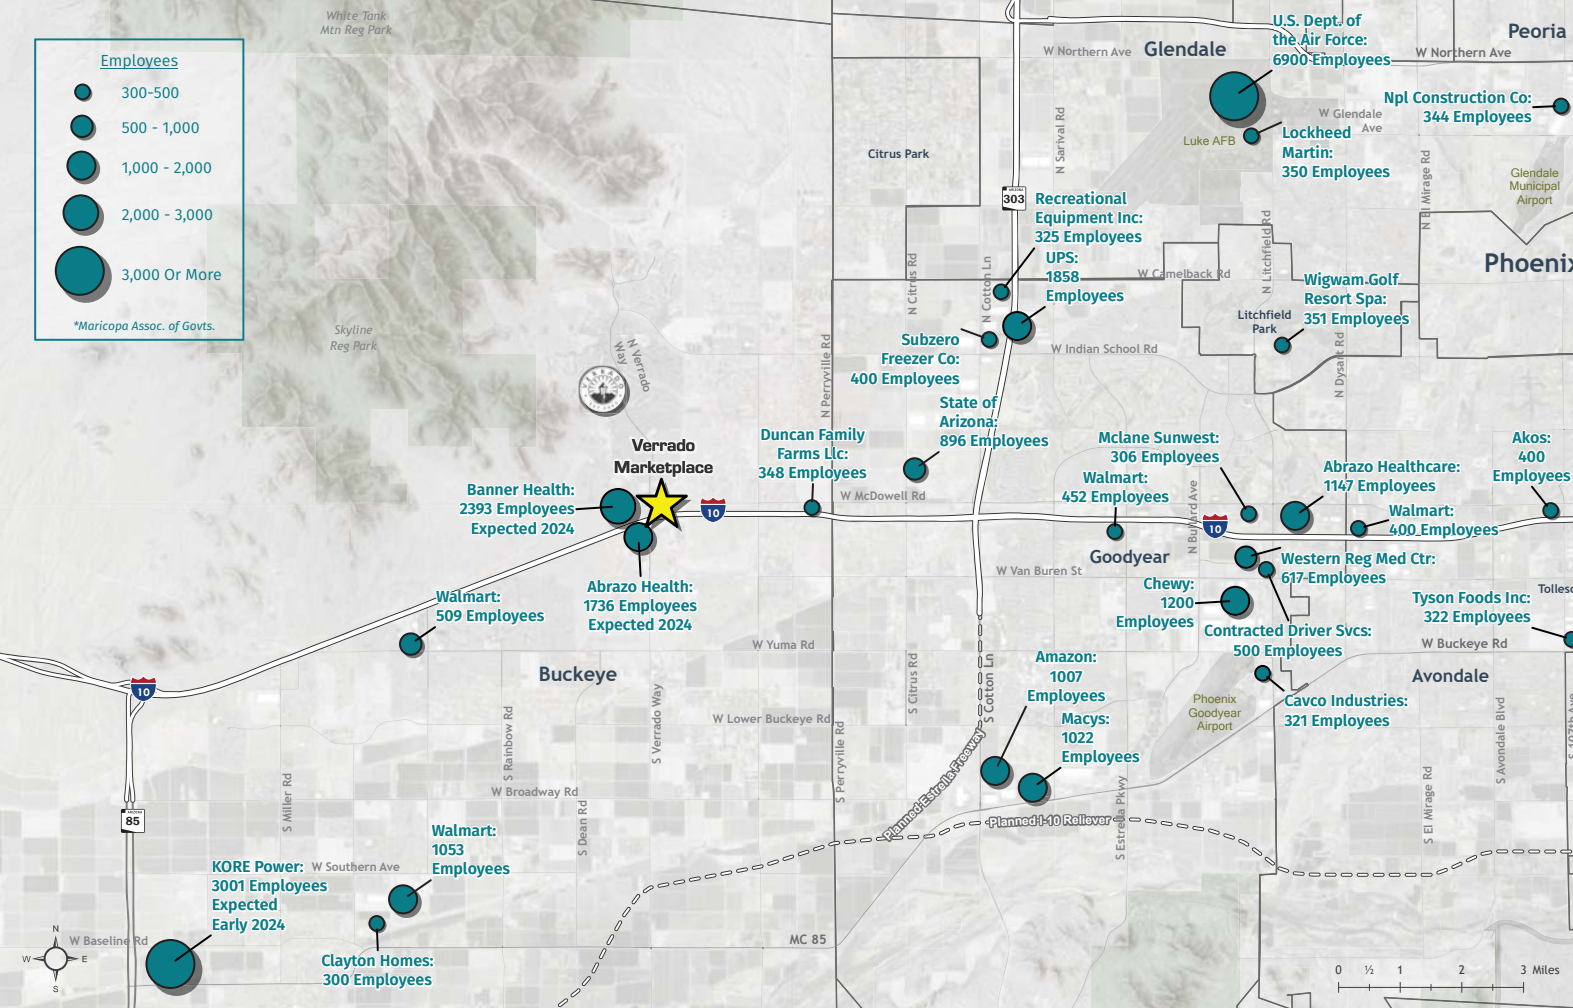 Employees
300-500
500 - 1,000
1,000 - 2,000
2,000 - 3,000
3,000 Or More
*Maricopa Assoc. of Govts.
White Tank
Mtn Reg Park
Skyline
Reg Park
N Verrado
Way
VERRADO
Verrado
Marketplace
Banner Health:
2393 Employees
Expected 2024
Abrazo Health:
1736 Employees
Expected 2024
10
Walmart:
509 Employees
10
85
ARIZONA
Buckeye
KORE Power:
3001 Employees
Expected
Early 2024
Walmart:
1053
Employees
Clayton Homes:
300 Employees
W Southern Ave
W Baseline Rd
N
W
E
S
S Miller Rd
S Rainbow Rd
S Dean Rd
S Verrado Way
W Broadway Rd
W Lower Buckeye Rd
W Yuma Rd
MC 85
S Perryville Rd
N Perryville Rd
S Citrus Rd
N Citrus Rd
S Cotton Ln
N Cotton Ln
Planned Estrella Freeway
Planned I-10 Reliever
S Estrella Pkwy
Duncan Family
Farms Llc:
348 Employees
State of
Arizona:
896 Employees
W McDowell Rd
Citrus Park
Subzero
Freezer Co:
400 Employees
Recreational
Equipment Inc:
325 Employees
UPS:
1858
Employees
ARIZONA
303
N Sarival Rd
W Northern Ave
Glendale
U.S. Dept. of
the Air Force:
6900 Employees
Luke AFB
Lockheed
Martin:
350 Employees
W Glendale
Ave
Npl Construction Co:
344 Employees
W Northern Ave
Peoria
Glendale
Municipal
Airport
N El Mirage Rd
Phoenix
W Camelback Rd
N Litchfield Rd
Wigwam Golf
Resort Spa:
351 Employees
Litchfield
Park
N Dysart Rd
W Indian School Rd
Mclane Sunwest:
306 Employees
Walmart:
452 Employees
N Bullard Ave
Abrazo Healthcare:
1147 Employees
Walmart:
400 Employees
Akos:
400
Employees
10
Goodyear
W Van Buren St
Western Reg Med Ctr:
617 Employees
Chewy:
1200
Employees
Contracted Driver Svcs:
500 Employees
Tyson Foods Inc:
322 Employees
Tolles
W Buckeye Rd
Avondale
Cavco Industries:
321 Employees
Phoenix
Goodyear
Airport
Amazon:
1007
Employees
Macys:
1022
Employees
S Avondale Blvd
S El Mirage Rd
S 107th Ave
0 ½ 1 2 3 Miles